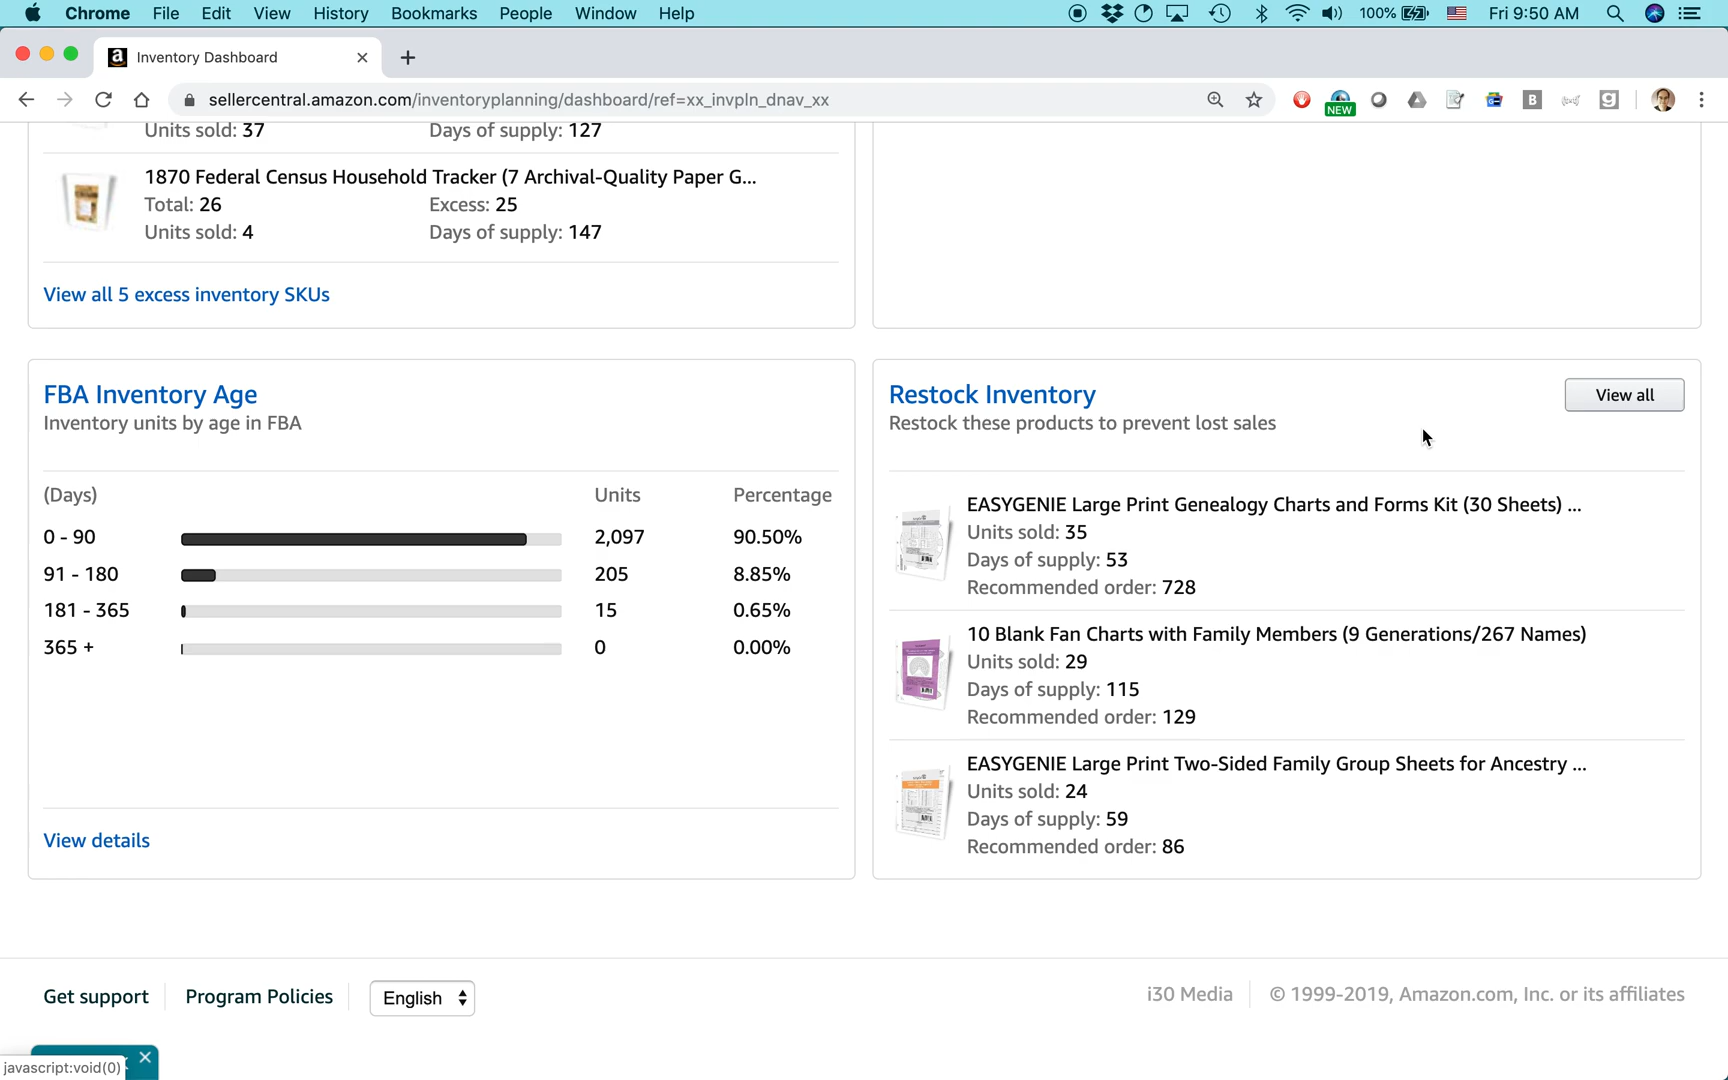 Chrome File Edit View History Bookmarks People Window Help 100% Fri 9:50 AM
Inventory Dashboard
sellercentral.amazon.com/inventoryplanning/dashboard/ref=xx_invpln_dnav_xx
NEW
B
Units sold: 37 Days of supply: 127
1870 Federal Census Household Tracker (7 Archival-Quality Paper G...
Total: 26 Excess: 25
Units sold: 4 Days of supply: 147
View all 5 excess inventory SKUs
FBA Inventory Age
Inventory units by age in FBA
(Days) Units Percentage
0 - 90 2,097 90.50%
91 - 180 205 8.85%
181 - 365 15 0.65%
365 + 0 0.00%
View details
Restock Inventory
View all
Restock these products to prevent lost sales
EASYGENIE Large Print Genealogy Charts and Forms Kit (30 Sheets) ...
Units sold: 35
Days of supply: 53
Recommended order: 728
10 Blank Fan Charts with Family Members (9 Generations/267 Names)
Units sold: 29
Days of supply: 115
Recommended order: 129
EASYGENIE Large Print Two-Sided Family Group Sheets for Ancestry ...
Units sold: 24
Days of supply: 59
Recommended order: 86
Get support Program Policies English i30 Media © 1999-2019, Amazon.com, Inc. or its affiliates
javascript:void(0)